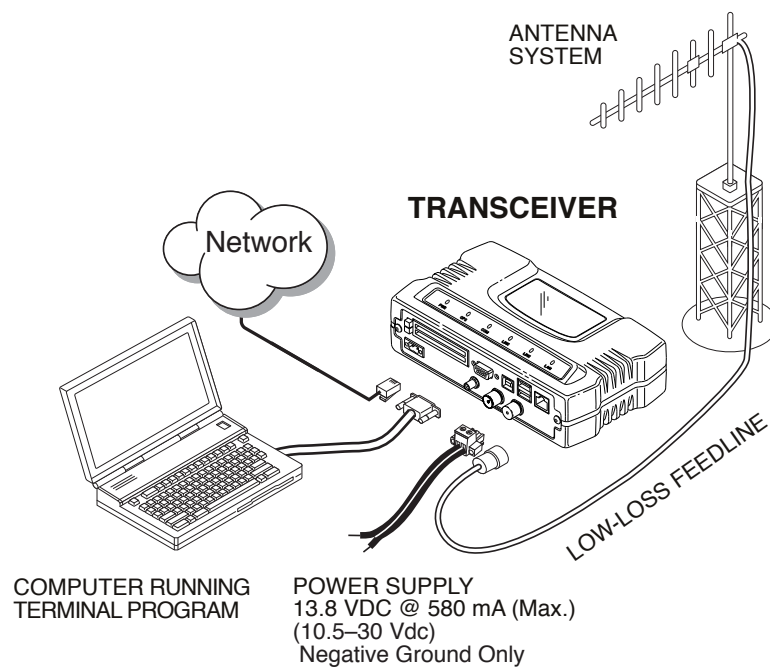 ANTENNA
SYSTEM
TRANSCEIVER
Network
LOW-LOSS FEEDLINE
COMPUTER RUNNING
TERMINAL PROGRAM
POWER SUPPLY
13.8 VDC @ 580 mA (Max.)
(10.5–30 Vdc)
Negative Ground Only